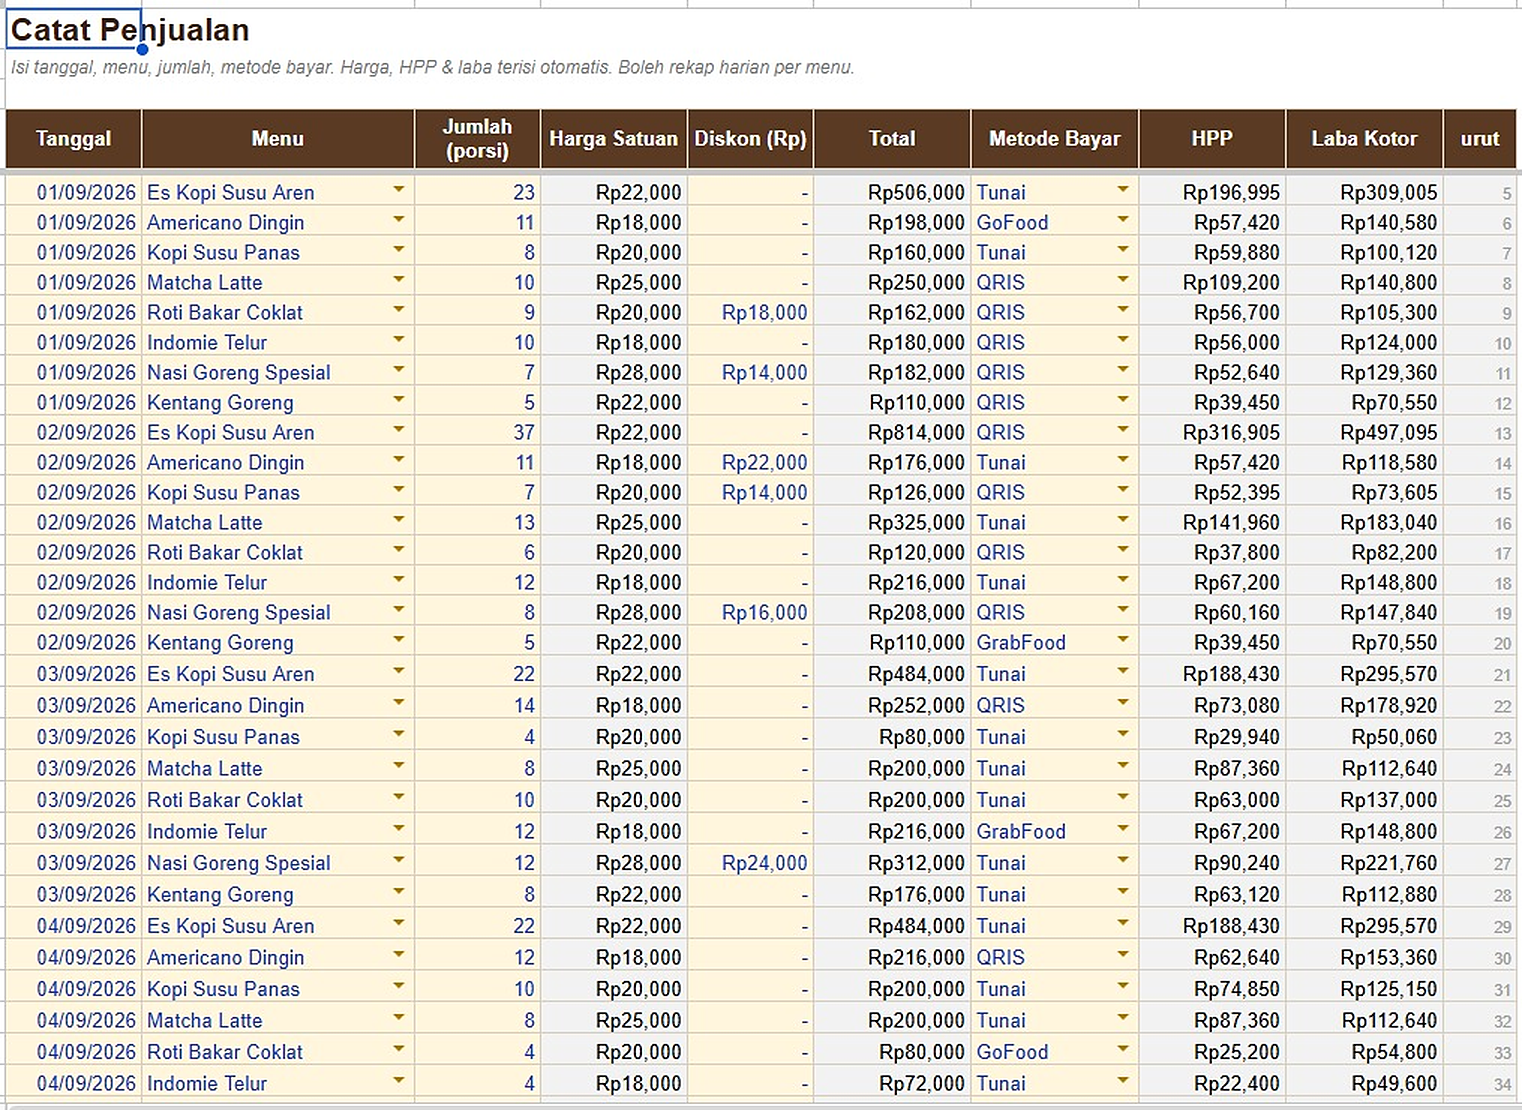 Catat Penjualan
Isi tanggal, menu, jumlah, metode bayar. Harga, HPP & laba terisi otomatis. Boleh rekap harian per menu.
Tanggal Menu Jumlah (porsi) Harga Satuan Diskon (Rp) Total Metode Bayar HPP Laba Kotor urut
01/09/2026 Es Kopi Susu Aren 23 Rp22,000 - Rp506,000 Tunai Rp196,995 Rp309,005 5
01/09/2026 Americano Dingin 11 Rp18,000 - Rp198,000 GoFood Rp57,420 Rp140,580 6
01/09/2026 Kopi Susu Panas 8 Rp20,000 - Rp160,000 Tunai Rp59,880 Rp100,120 7
01/09/2026 Matcha Latte 10 Rp25,000 - Rp250,000 QRIS Rp109,200 Rp140,800 8
01/09/2026 Roti Bakar Coklat 9 Rp20,000 Rp18,000 Rp162,000 QRIS Rp56,700 Rp105,300 9
01/09/2026 Indomie Telur 10 Rp18,000 - Rp180,000 QRIS Rp56,000 Rp124,000 10
01/09/2026 Nasi Goreng Spesial 7 Rp28,000 Rp14,000 Rp182,000 QRIS Rp52,640 Rp129,360 11
01/09/2026 Kentang Goreng 5 Rp22,000 - Rp110,000 QRIS Rp39,450 Rp70,550 12
02/09/2026 Es Kopi Susu Aren 37 Rp22,000 - Rp814,000 QRIS Rp316,905 Rp497,095 13
02/09/2026 Americano Dingin 11 Rp18,000 Rp22,000 Rp176,000 Tunai Rp57,420 Rp118,580 14
02/09/2026 Kopi Susu Panas 7 Rp20,000 Rp14,000 Rp126,000 QRIS Rp52,395 Rp73,605 15
02/09/2026 Matcha Latte 13 Rp25,000 - Rp325,000 Tunai Rp141,960 Rp183,040 16
02/09/2026 Roti Bakar Coklat 6 Rp20,000 - Rp120,000 QRIS Rp37,800 Rp82,200 17
02/09/2026 Indomie Telur 12 Rp18,000 - Rp216,000 Tunai Rp67,200 Rp148,800 18
02/09/2026 Nasi Goreng Spesial 8 Rp28,000 Rp16,000 Rp208,000 QRIS Rp60,160 Rp147,840 19
02/09/2026 Kentang Goreng 5 Rp22,000 - Rp110,000 GrabFood Rp39,450 Rp70,550 20
03/09/2026 Es Kopi Susu Aren 22 Rp22,000 - Rp484,000 Tunai Rp188,430 Rp295,570 21
03/09/2026 Americano Dingin 14 Rp18,000 - Rp252,000 QRIS Rp73,080 Rp178,920 22
03/09/2026 Kopi Susu Panas 4 Rp20,000 - Rp80,000 Tunai Rp29,940 Rp50,060 23
03/09/2026 Matcha Latte 8 Rp25,000 - Rp200,000 Tunai Rp87,360 Rp112,640 24
03/09/2026 Roti Bakar Coklat 10 Rp20,000 - Rp200,000 Tunai Rp63,000 Rp137,000 25
03/09/2026 Indomie Telur 12 Rp18,000 - Rp216,000 GrabFood Rp67,200 Rp148,800 26
03/09/2026 Nasi Goreng Spesial 12 Rp28,000 Rp24,000 Rp312,000 Tunai Rp90,240 Rp221,760 27
03/09/2026 Kentang Goreng 8 Rp22,000 - Rp176,000 Tunai Rp63,120 Rp112,880 28
04/09/2026 Es Kopi Susu Aren 22 Rp22,000 - Rp484,000 Tunai Rp188,430 Rp295,570 29
04/09/2026 Americano Dingin 12 Rp18,000 - Rp216,000 QRIS Rp62,640 Rp153,360 30
04/09/2026 Kopi Susu Panas 10 Rp20,000 - Rp200,000 Tunai Rp74,850 Rp125,150 31
04/09/2026 Matcha Latte 8 Rp25,000 - Rp200,000 Tunai Rp87,360 Rp112,640 32
04/09/2026 Roti Bakar Coklat 4 Rp20,000 - Rp80,000 GoFood Rp25,200 Rp54,800 33
04/09/2026 Indomie Telur 4 Rp18,000 - Rp72,000 Tunai Rp22,400 Rp49,600 34